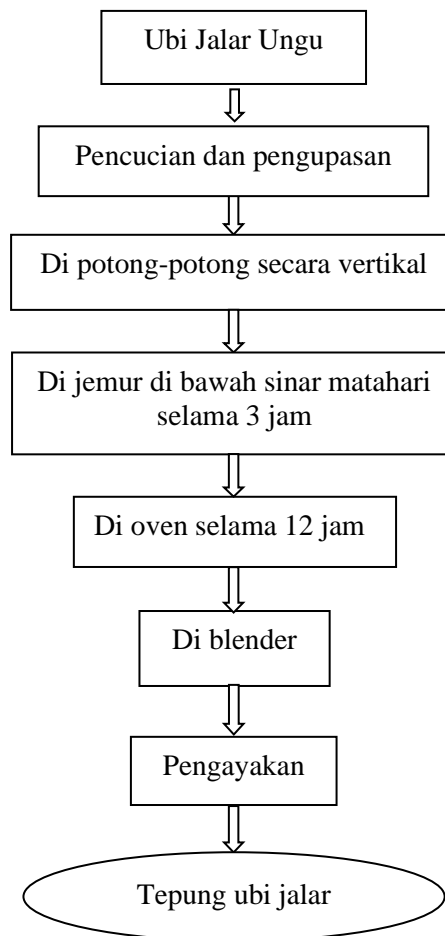 Ubi Jalar Ungu
Pencucian dan pengupasan
Di potong-potong secara vertikal
Di jemur di bawah sinar matahari
selama 3 jam
Di oven selama 12 jam
Di blender
Pengayakan
Tepung ubi jalar